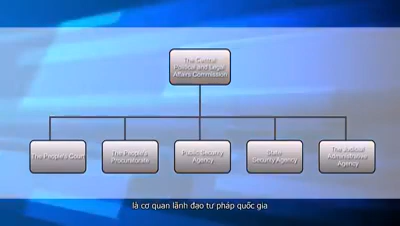 The Central
Political and Legal
Affairs Commission
The People's Court
The People's
Procuratorate
Public Security
Agency
State
Security Agency
The Judicial
Administrative
Agency
là cơ quan lãnh đạo tư pháp quốc gia